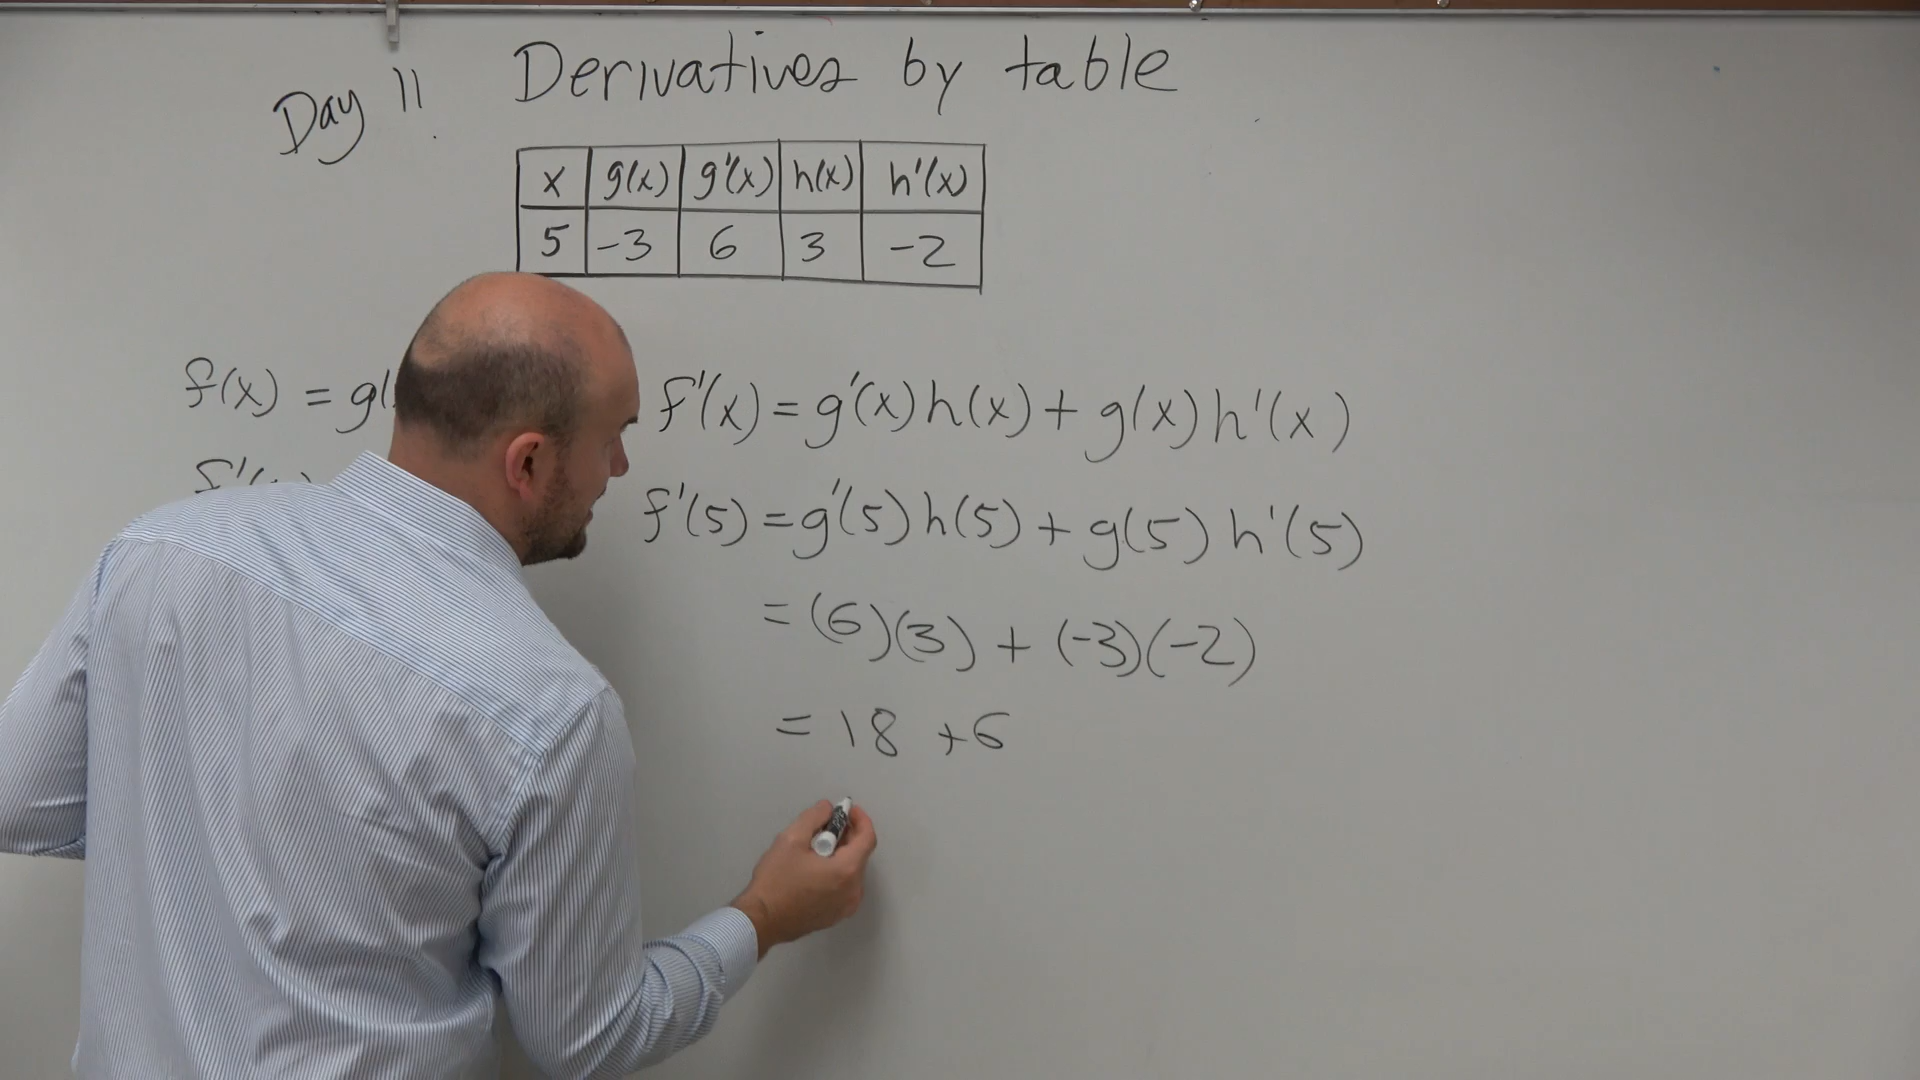 Derivatives by table
Day 11
x g(x) g'(x) h(x) h'(x)
5 -3 6 3 -2
f(x) = g(
f'(x)=g'(x)h(x)+g(x)h'(x)
f'(5)=g'(5)h(5)+g(5)h'(5)
=(6)(3)+(-3)(-2)
=18 +6